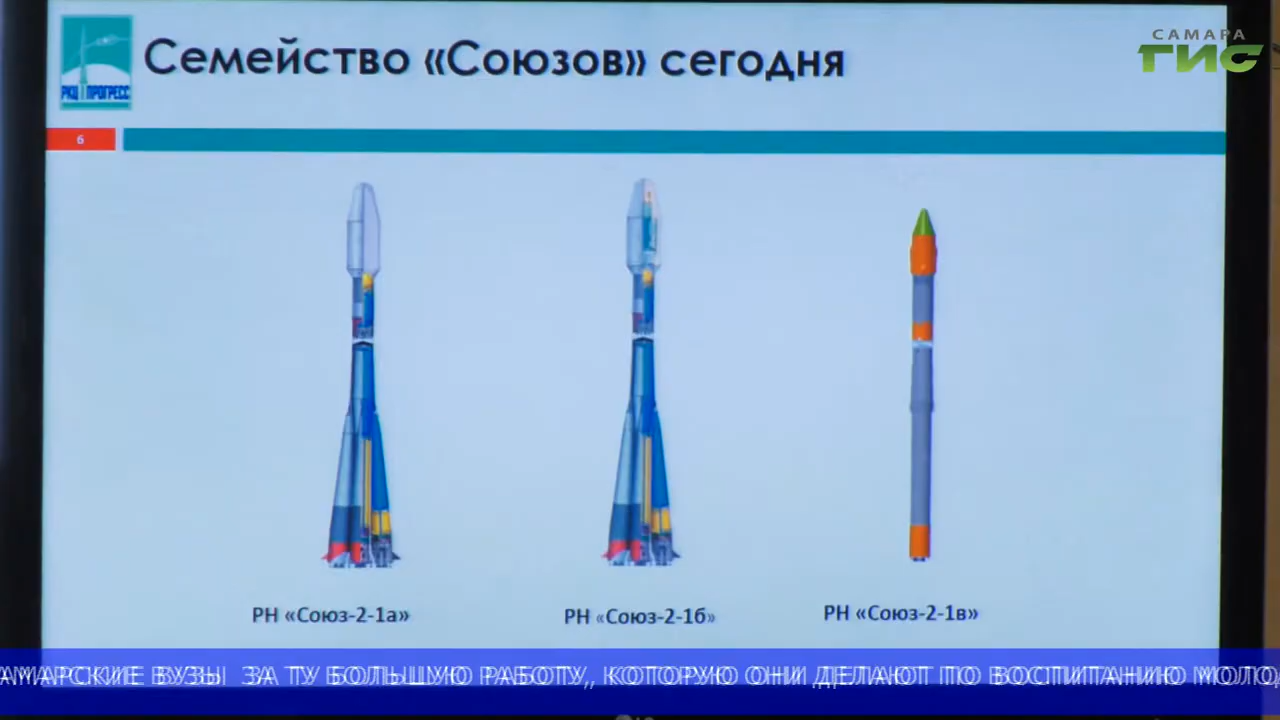 САМАРА
ГИС
Семейство «Союзов» сегодня
РКЦ ПРОГРЕСС
6
РН «Союз-2-1а»
РН «Союз-2-1б»
РН «Союз-2-1в»
АМАРСКИЕ ВУЗЫ ЗА ТУ БОЛЬШУЮ РАБОТУ, КОТОРУЮ ОНИ ДЕЛАЮТ ПО ВОСПИТАНИЮ МОЛОД